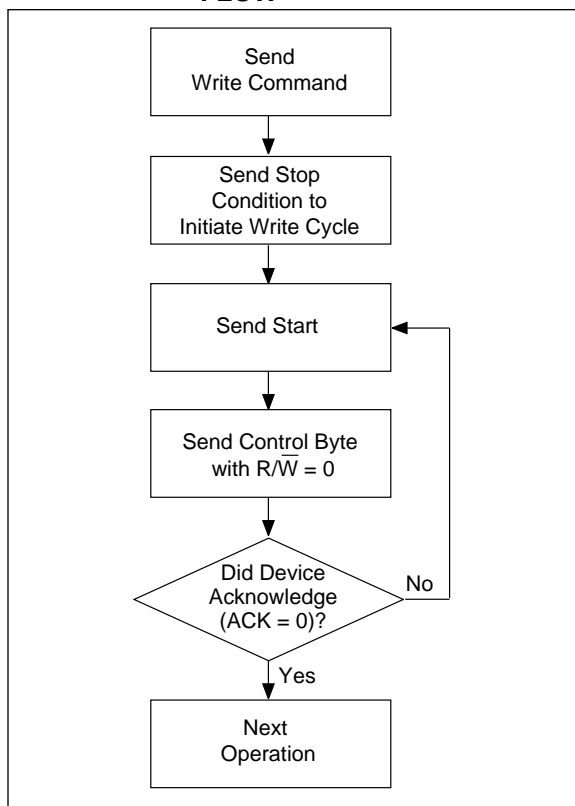 Send
Write Command
Send Stop
Condition to
Initiate Write Cycle
Send Start
Send Control Byte
with R/W̅ = 0
Did Device
Acknowledge
(ACK = 0)?
No
Yes
Next
Operation